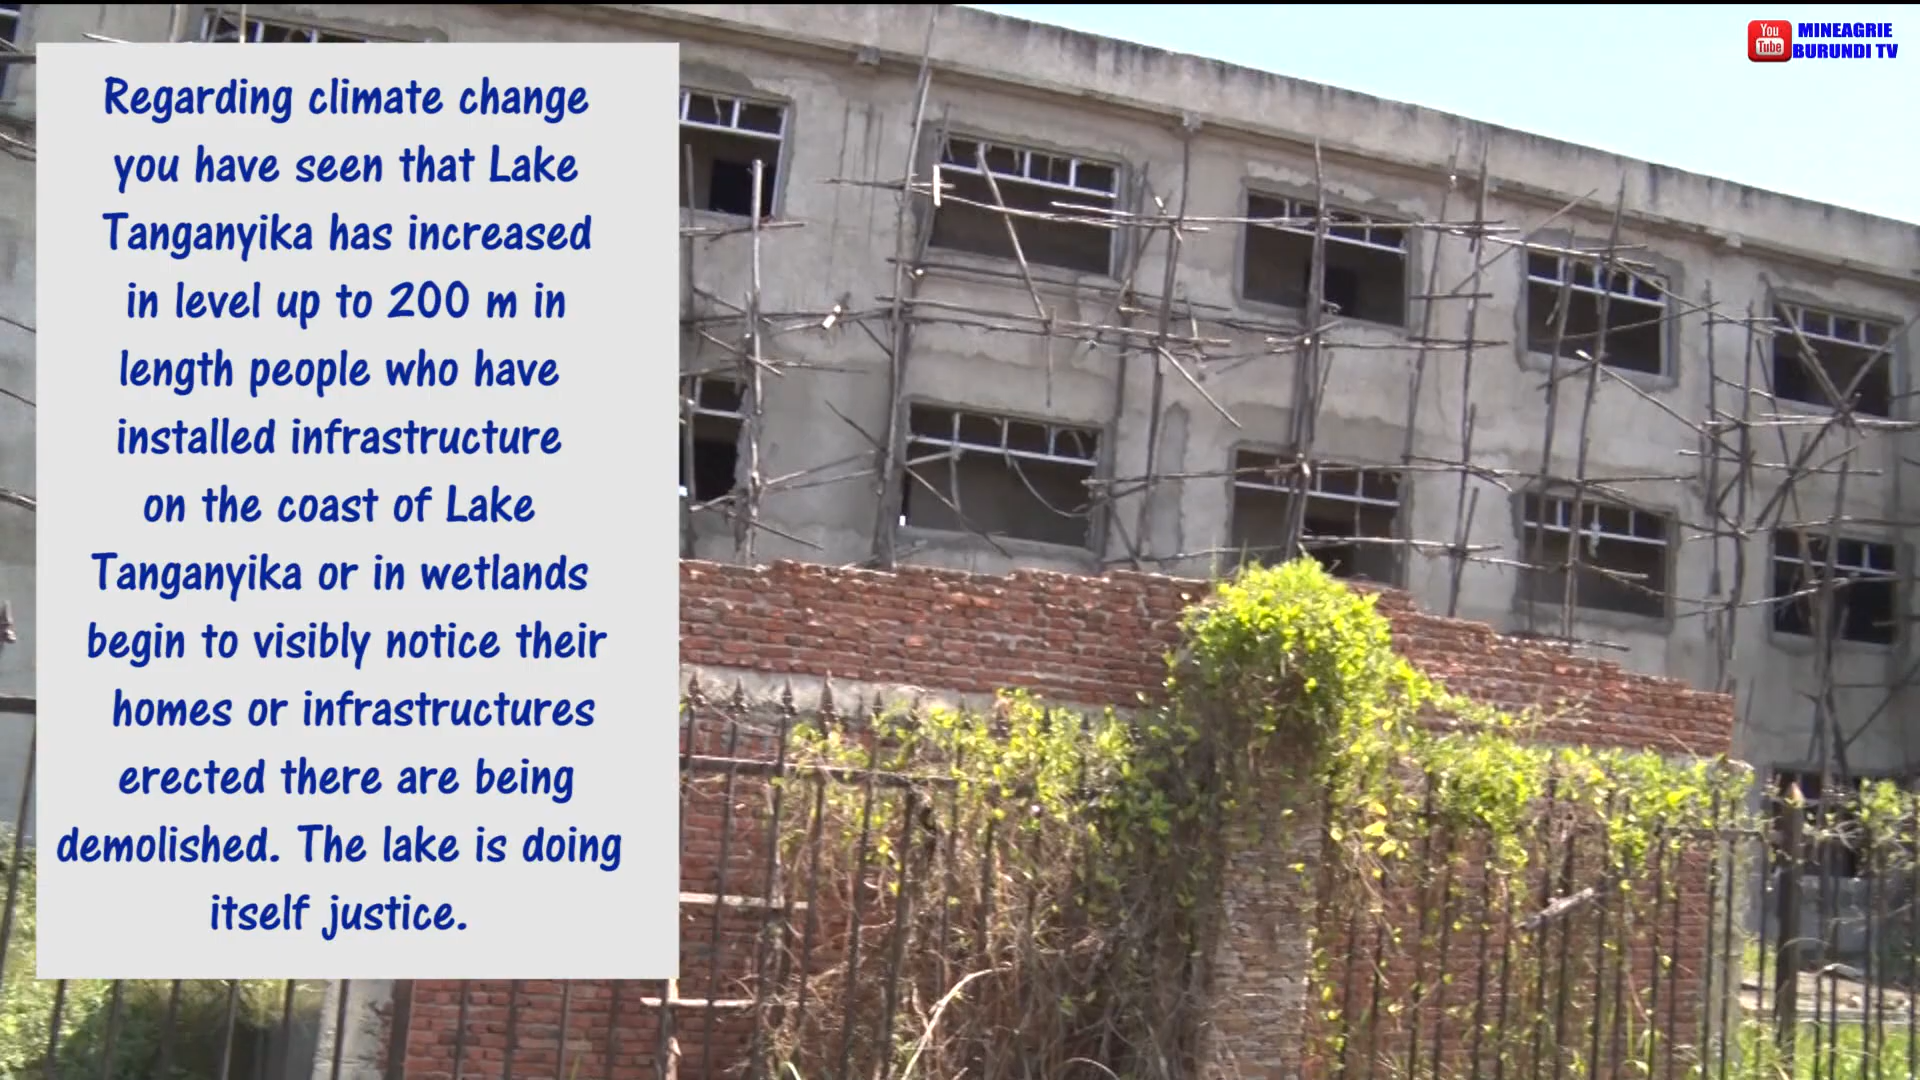 Regarding climate change
you have seen that Lake
Tanganyika has increased
in level up to 200 m in
length people who have
installed infrastructure
on the coast of Lake
Tanganyika or in wetlands
begin to visibly notice their
homes or infrastructures
erected there are being
demolished. The lake is doing
itself justice.
You
Tube
MINEAGRIE
BURUNDI TV